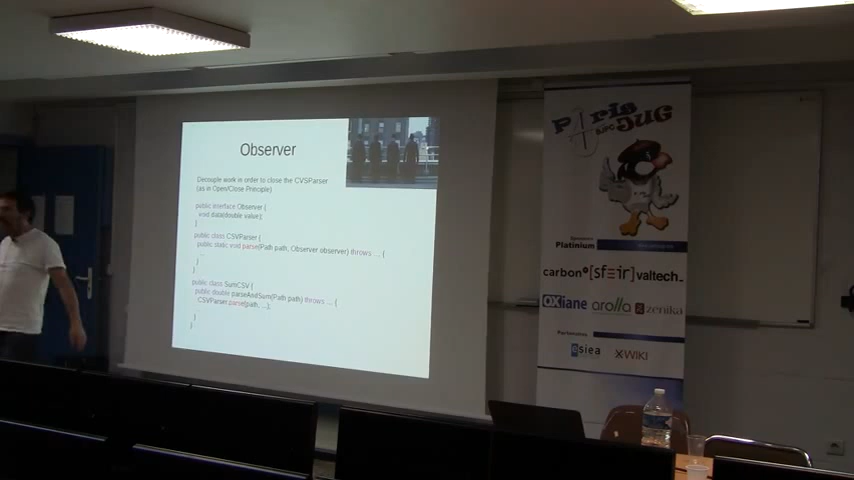 Observer
Decouple work in order to close the CVSParser
(as in Open/Close Principle)
public interface Observer {
void data(double value);
}
public class CSVParser {
public static void parse(Path path, Observer observer) throws ... {
...
}
}
public class SumCSV {
public double parseAndSum(Path path) throws ... {
CSVParser.parse(path, ...);
}
}
Paris
JUG
Platinium
carbon [sfeir] valtech_
OXiane arolla zenika
Partenaires
esiea XWIKI